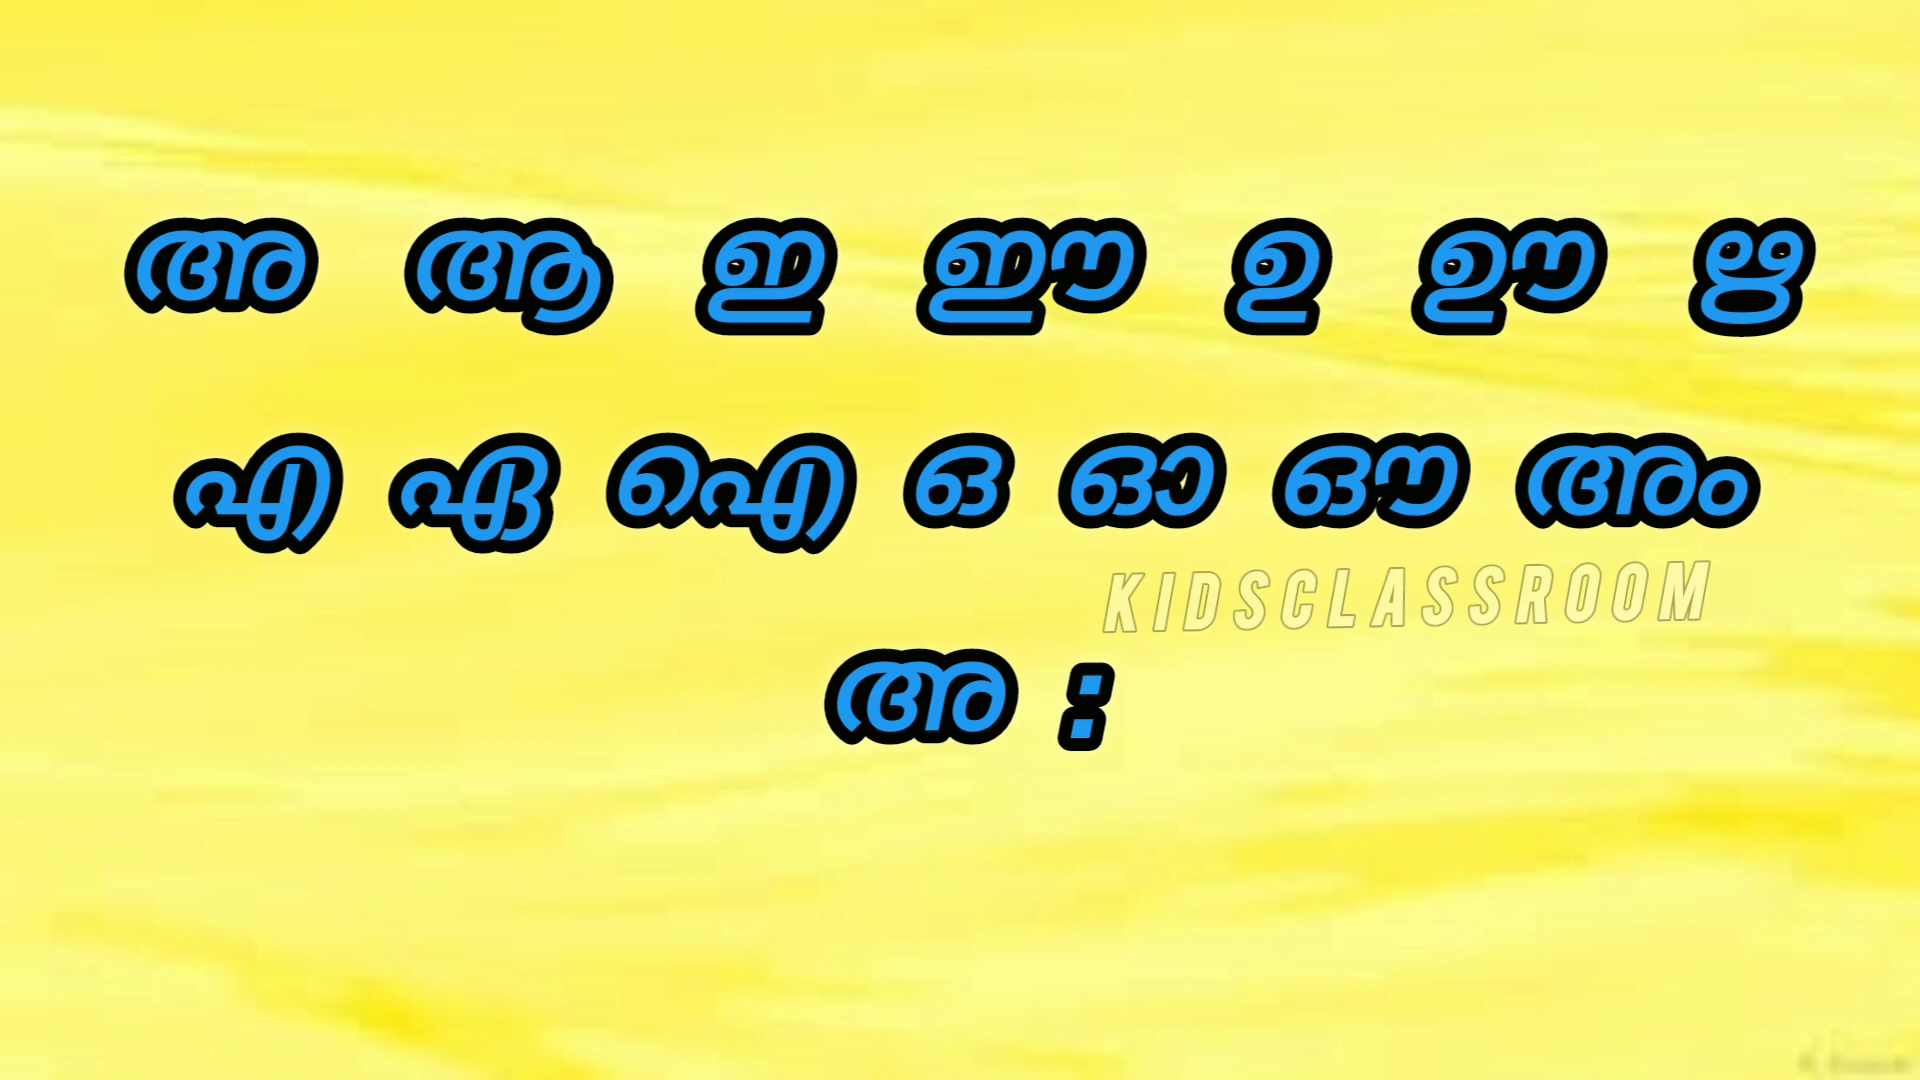 അ ആ ഇ ഈ ഉ ഊ ഋ
എ ഏ ഐ ഒ ഓ ഔ അം
KIDSCLASSROOM
അ :